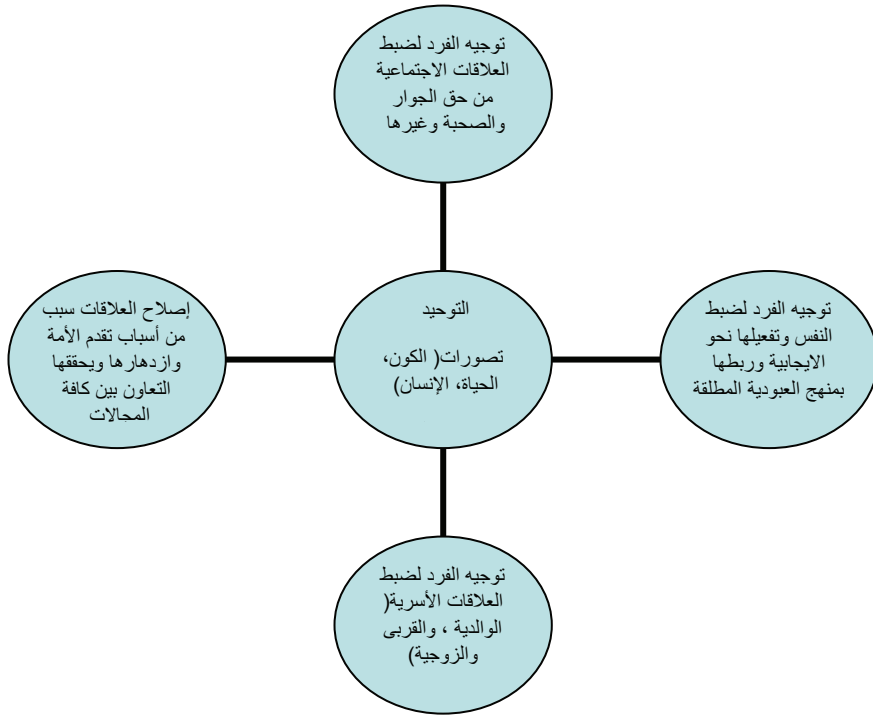 توجيه الفرد لضبط
العلاقات الاجتماعية
من حق الجوار
والصحبة وغيرها
توجيه الفرد لضبط
النفس وتفعيلها نحو
الايجابية وربطها
بمنهج العبودية المطلقة
التوحيد
تصورات( الكون،
الحياة، الإنسان)
إصلاح العلاقات سبب
من أسباب تقدم الأمة
وازدهارها ويحققها
التعاون بين كافة
المجالات
توجيه الفرد لضبط
العلاقات الأسرية(
الوالدية ، والقربى
والزوجية)